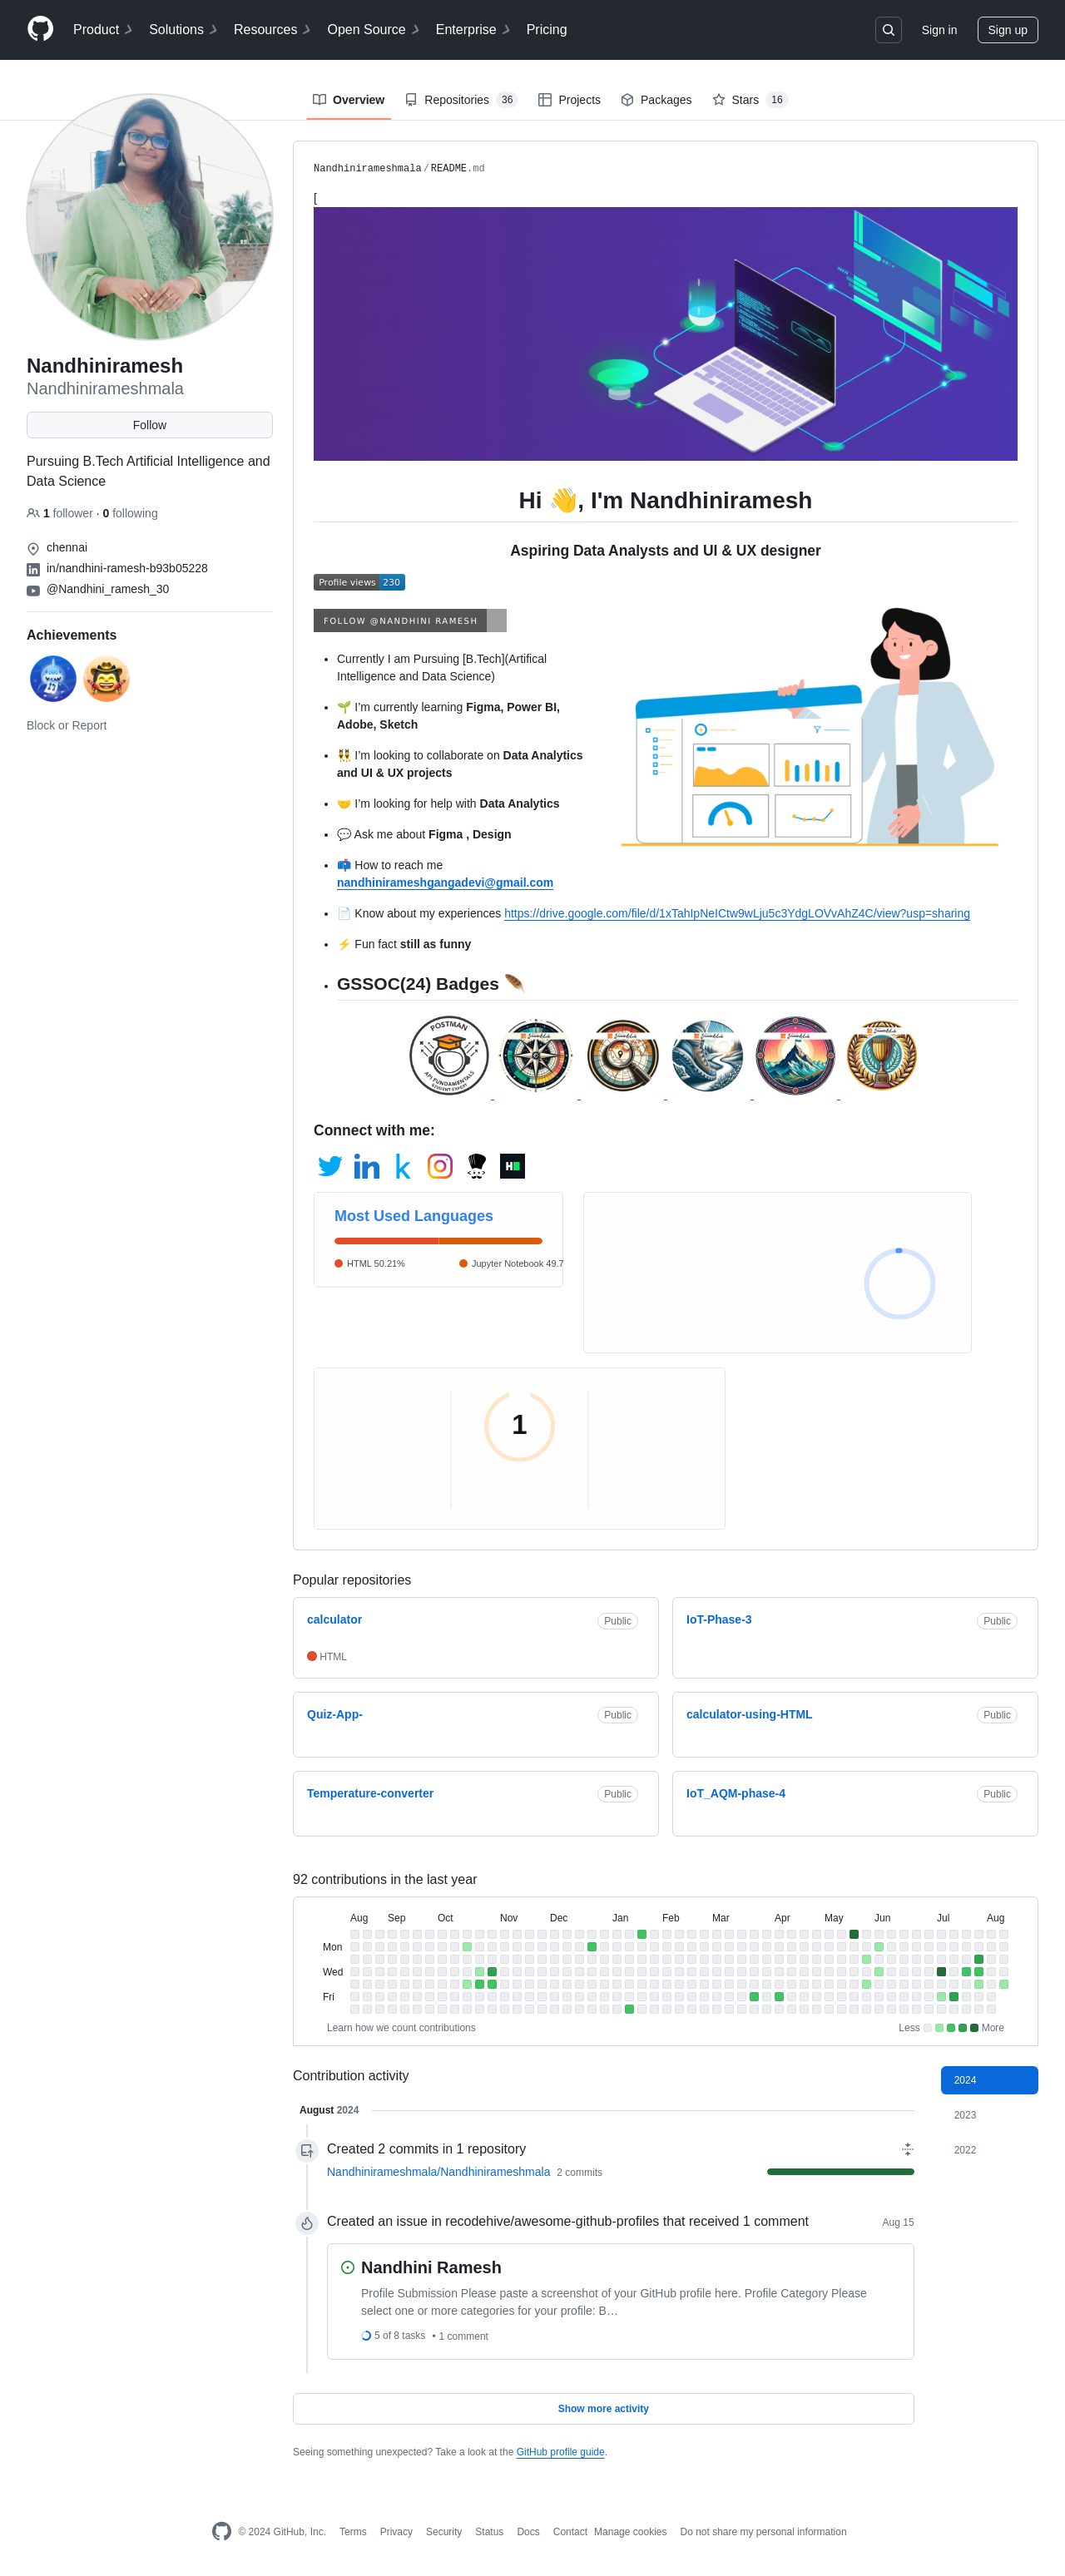 Product Solutions Resources Open Source Enterprise Pricing Sign in Sign up
Overview Repositories 36 Projects Packages Stars 16
Nandhinirameshmala/README.md
[
Nandhiniramesh
Nandhinirameshmala
Follow
Pursuing B.Tech Artificial Intelligence and
Data Science
1 follower · 0 following
chennai
in/nandhini-ramesh-b93b05228
@Nandhini_ramesh_30
Achievements
Block or Report
Hi 👋, I'm Nandhiniramesh
Aspiring Data Analysts and UI & UX designer
Profile views 230
FOLLOW @NANDHINI RAMESH
Currently I am Pursuing [B.Tech](Artifical
Intelligence and Data Science)
🌱 I'm currently learning Figma, Power BI,
Adobe, Sketch
👯 I'm looking to collaborate on Data Analytics
and UI & UX projects
🤝 I'm looking for help with Data Analytics
💬 Ask me about Figma , Design
📫 How to reach me
nandhinirameshgangadevi@gmail.com
📄 Know about my experiences https://drive.google.com/file/d/1xTahIpNeICtw9wLju5c3YdgLOVvAhZ4C/view?usp=sharing
⚡ Fun fact still as funny
GSSOC(24) Badges 🪶
POSTMAN
API FUNDAMENTALS
STUDENT EXPERT
Connect with me:
Most Used Languages
HTML 50.21% Jupyter Notebook 49.7
1
Popular repositories
calculator Public
HTML
IoT-Phase-3 Public
Quiz-App- Public
calculator-using-HTML Public
Temperature-converter Public
IoT_AQM-phase-4 Public
92 contributions in the last year
Aug Sep Oct Nov Dec Jan Feb Mar Apr May Jun Jul Aug
Mon
Wed
Fri
Learn how we count contributions Less More
Contribution activity
2024
2023
2022
August 2024
Created 2 commits in 1 repository
Nandhinirameshmala/Nandhinirameshmala 2 commits
Created an issue in recodehive/awesome-github-profiles that received 1 comment Aug 15
Nandhini Ramesh
Profile Submission Please paste a screenshot of your GitHub profile here. Profile Category Please
select one or more categories for your profile: B…
5 of 8 tasks • 1 comment
Show more activity
Seeing something unexpected? Take a look at the GitHub profile guide.
© 2024 GitHub, Inc. Terms Privacy Security Status Docs Contact Manage cookies Do not share my personal information